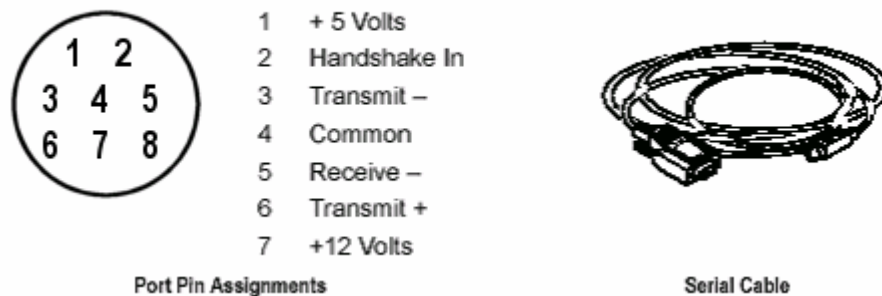 1 2
3 4 5
6 7 8
1 + 5 Volts
2 Handshake In
3 Transmit –
4 Common
5 Receive –
6 Transmit +
7 +12 Volts
Port Pin Assignments
Serial Cable